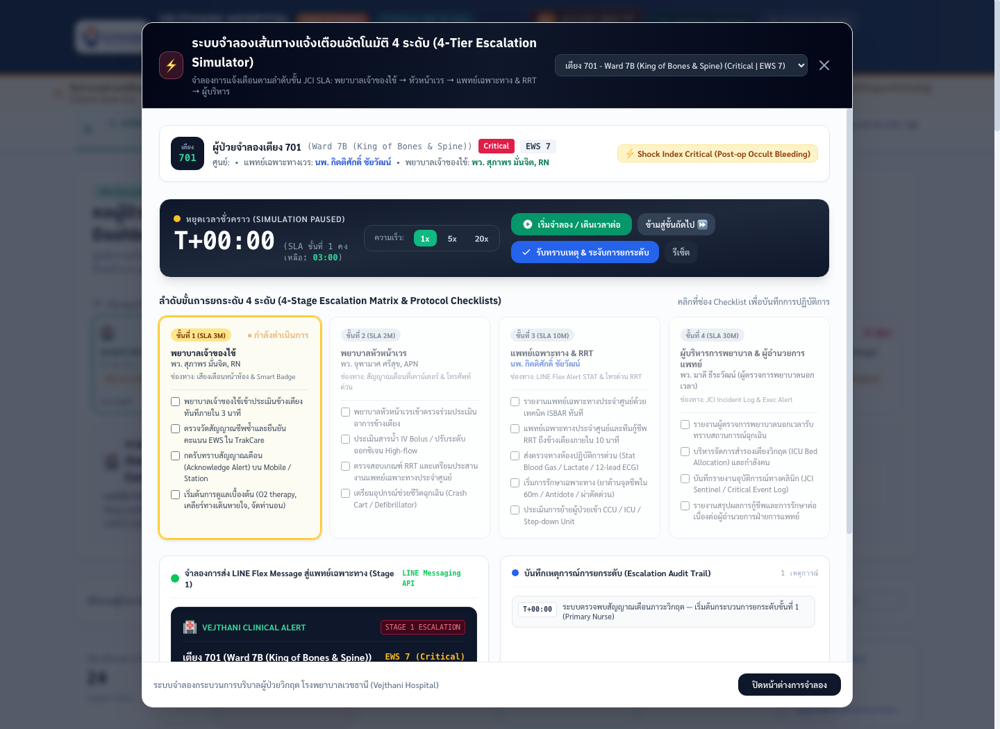 ระบบจำลองเส้นทางแจ้งเตือนอัตโนมัติ 4 ระดับ (4-Tier Escalation
Simulator)
จำลองการแจ้งเตือนตามลำดับชั้น JCI SLA: พยาบาลเจ้าของไข้ → หัวหน้าเวร → แพทย์เฉพาะทาง & RRT
→ ผู้บริหาร
เตียง 701 - Ward 7B (King of Bones & Spine) (Critical | EWS 7)
เตียง
701
ผู้ป่วยจำลองเตียง 701 (Ward 7B (King of Bones & Spine)) Critical EWS 7
ศูนย์: • แพทย์เฉพาะทางเวร: นพ. กิตติศักดิ์ ชัยวัฒน์ • พยาบาลเจ้าของไข้: พว. สุภาพร มั่นจิต, RN
⚡ Shock Index Critical (Post-op Occult Bleeding)
หยุดเวลาชั่วคราว (SIMULATION PAUSED)
T+00:00 (SLA ขั้นที่ 1 คง
เหลือ: 03:00)
ความเร็ว: 1x 5x 20x
เริ่มจำลอง / เดินเวลาต่อ
ข้ามสู่ขั้นถัดไป ⏩
รับทราบเหตุ & ระงับการยกระดับ
รีเซ็ต
ลำดับขั้นการยกระดับ 4 ระดับ (4-Stage Escalation Matrix & Protocol Checklists)
คลิกที่ช่อง Checklist เพื่อบันทึกการปฏิบัติการ
ขั้นที่ 1 (SLA 3M) ● กำลังดำเนินการ
พยาบาลเจ้าของไข้
พว. สุภาพร มั่นจิต, RN
ช่องทาง: เสียงเตือนหน้าห้อง & Smart Badge
พยาบาลเจ้าของไข้เข้าประเมินข้างเตียง
ทันทีภายใน 3 นาที
ตรวจวัดสัญญาณชีพซ้ำและยืนยัน
คะแนน EWS ใน TrakCare
กดรับทราบสัญญาณเตือน
(Acknowledge Alert) บน Mobile /
Station
เริ่มต้นการดูแลเบื้องต้น (O2 therapy,
เคลียร์ทางเดินหายใจ, จัดท่านอน)
ขั้นที่ 2 (SLA 2M)
พยาบาลหัวหน้าเวร
พว. จุฑามาศ ศรีสุข, APN
ช่องทาง: สัญญาณเตือนที่เคาน์เตอร์ & โทรศัพท์
ด่วน
พยาบาลหัวหน้าเวรเข้าตรวจร่วมประเมิน
อาการข้างเตียง
ประเมินสารน้ำ IV Bolus / ปรับระดับ
ออกซิเจน High-flow
ตรวจสอบเกณฑ์ RRT และเตรียมประสาน
งานแพทย์เฉพาะทางประจำศูนย์
เตรียมอุปกรณ์ช่วยชีวิตฉุกเฉิน (Crash
Cart / Defibrillator)
ขั้นที่ 3 (SLA 10M)
แพทย์เฉพาะทาง & RRT
นพ. กิตติศักดิ์ ชัยวัฒน์
ช่องทาง: LINE Flex Alert STAT & โทรด่วน RRT
รายงานแพทย์เฉพาะทางประจำศูนย์ด้วย
เทคนิค ISBAR ทันที
แพทย์เฉพาะทางประจำศูนย์และทีมกู้ชีพ
RRT ถึงข้างเตียงภายใน 10 นาที
ส่งตรวจทางห้องปฏิบัติการด่วน (Stat
Blood Gas / Lactate / 12-lead ECG)
เริ่มการรักษาเฉพาะทาง (ยาต้านจุลชีพใน
60m / Antidote / ผ่าตัดด่วน)
ประเมินการย้ายผู้ป่วยเข้า CCU / ICU /
Step-down Unit
ขั้นที่ 4 (SLA 30M)
ผู้บริหารการพยาบาล & ผู้อำนวยการ
แพทย์
พว. มาลี ธีระวัฒน์ (ผู้ตรวจการพยาบาลนอก
เวลา)
ช่องทาง: JCI Incident Log & Exec Alert
รายงานผู้ตรวจการพยาบาลนอกเวลารับ
ทราบสถานการณ์ฉุกเฉิน
บริหารจัดการสำรองเตียงวิกฤต (ICU Bed
Allocation) และกำลังคน
บันทึกรายงานอุบัติการณ์ทางคลินิก (JCI
Sentinel / Critical Event Log)
รายงานสรุปผลการกู้ชีพและการรักษาต่อ
เนื่องต่อผู้อำนวยการฝ่ายการแพทย์
จำลองการส่ง LINE Flex Message สู่แพทย์เฉพาะทาง (Stage
1)
LINE Messaging
API
🏥 VEJTHANI CLINICAL ALERT STAGE 1 ESCALATION
เตียง 701 (Ward 7B (King of Bones & Spine)) EWS 7 (Critical)
บันทึกเหตุการณ์การยกระดับ (Escalation Audit Trail) 1 เหตุการณ์
T+00:00 ระบบตรวจพบสัญญาณเตือนภาวะวิกฤต — เริ่มต้นกระบวนการยกระดับขั้นที่ 1
(Primary Nurse)
ระบบจำลองกระบวนการบริบาลผู้ป่วยวิกฤต โรงพยาบาลเวชธานี (Vejthani Hospital)
ปิดหน้าต่างการจำลอง
24